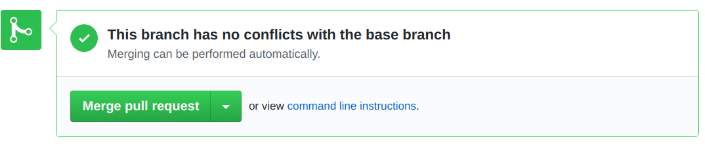 This branch has no conflicts with the base branch
Merging can be performed automatically.
Merge pull request or view command line instructions.